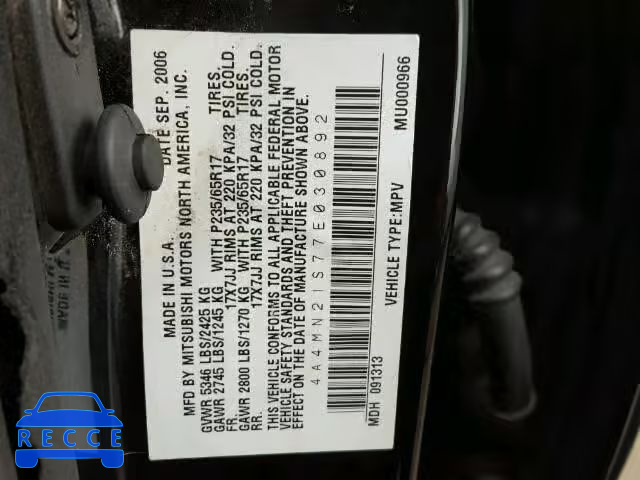 MADE IN U.S.A. DATE SEP. 2006
MFD BY MITSUBISHI MOTORS NORTH AMERICA, INC.
GVWR 5346 LBS/2425 KG
GAWR 2745 LBS/1245 KG WITH P235/65R17 TIRES,
FR. 17X7JJ RIMS AT 220 KPA/32 PSI COLD.
GAWR 2800 LBS/1270 KG WITH P235/65R17 TIRES,
RR. 17X7JJ RIMS AT 220 KPA/32 PSI COLD.
THIS VEHICLE CONFORMS TO ALL APPLICABLE FEDERAL MOTOR
VEHICLE SAFETY STANDARDS AND THEFT PREVENTION IN
EFFECT ON THE DATE OF MANUFACTURE SHOWN ABOVE.
4A4MN21S77E030892
MDH 091313 VEHICLE TYPE:MPV MU000966
RECCE